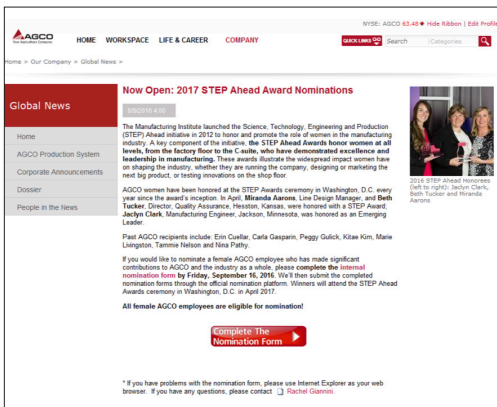 NYSE: AGCO 63.48 Hide Ribbon | Edit Profile
AGCO
Your Agriculture Company
HOME WORKSPACE LIFE & CAREER COMPANY
QUICK LINKS GO Search /Categories
Home > Our Company > Global News >
Global News
Home
AGCO Production System
Corporate Announcements
Dossier
People in the News
Now Open: 2017 STEP Ahead Award Nominations
4:00
The Manufacturing Institute launched the Science, Technology, Engineering and Production
(STEP) Ahead initiative in 2012 to honor and promote the role of women in the manufacturing
industry. A key component of the initiative, the STEP Ahead Awards honor women at all
levels, from the factory floor to the C-suite, who have demonstrated excellence and
leadership in manufacturing. These awards illustrate the widespread impact women have
on shaping the industry, whether they are running the company, designing or marketing the
next big product, or testing innovations on the shop floor.
AGCO women have been honored at the STEP Awards ceremony in Washington, D.C. every
year since the award's inception. In April, Miranda Aarons, Line Design Manager, and Beth
Tucker, Director, Quality Assurance, Hesston, Kansas, were honored with a STEP Award;
Jaclyn Clark, Manufacturing Engineer, Jackson, Minnesota, was honored as an Emerging
Leader.
Past AGCO recipients include: Erin Cuellar, Carla Gasparin, Peggy Gulick, Kitae Kim, Marie
Livingston, Tammie Nelson and Nina Pathy.
If you would like to nominate a female AGCO employee who has made significant
contributions to AGCO and the industry as a whole, please complete the internal
nomination form by Friday, September 16, 2016. We'll then submit the completed
nomination forms through the official nomination platform. Winners will attend the STEP Ahead
Awards ceremony in Washington, D.C. in April 2017.
All female AGCO employees are eligible for nomination!
Complete The
Nomination Form
* If you have problems with the nomination form, please use Internet Explorer as your web
browser. If you have any questions, please contact Rachel Giannini.
2016 STEP Ahead Honorees
(left to right): Jaclyn Clark,
Beth Tucker and Miranda
Aarons